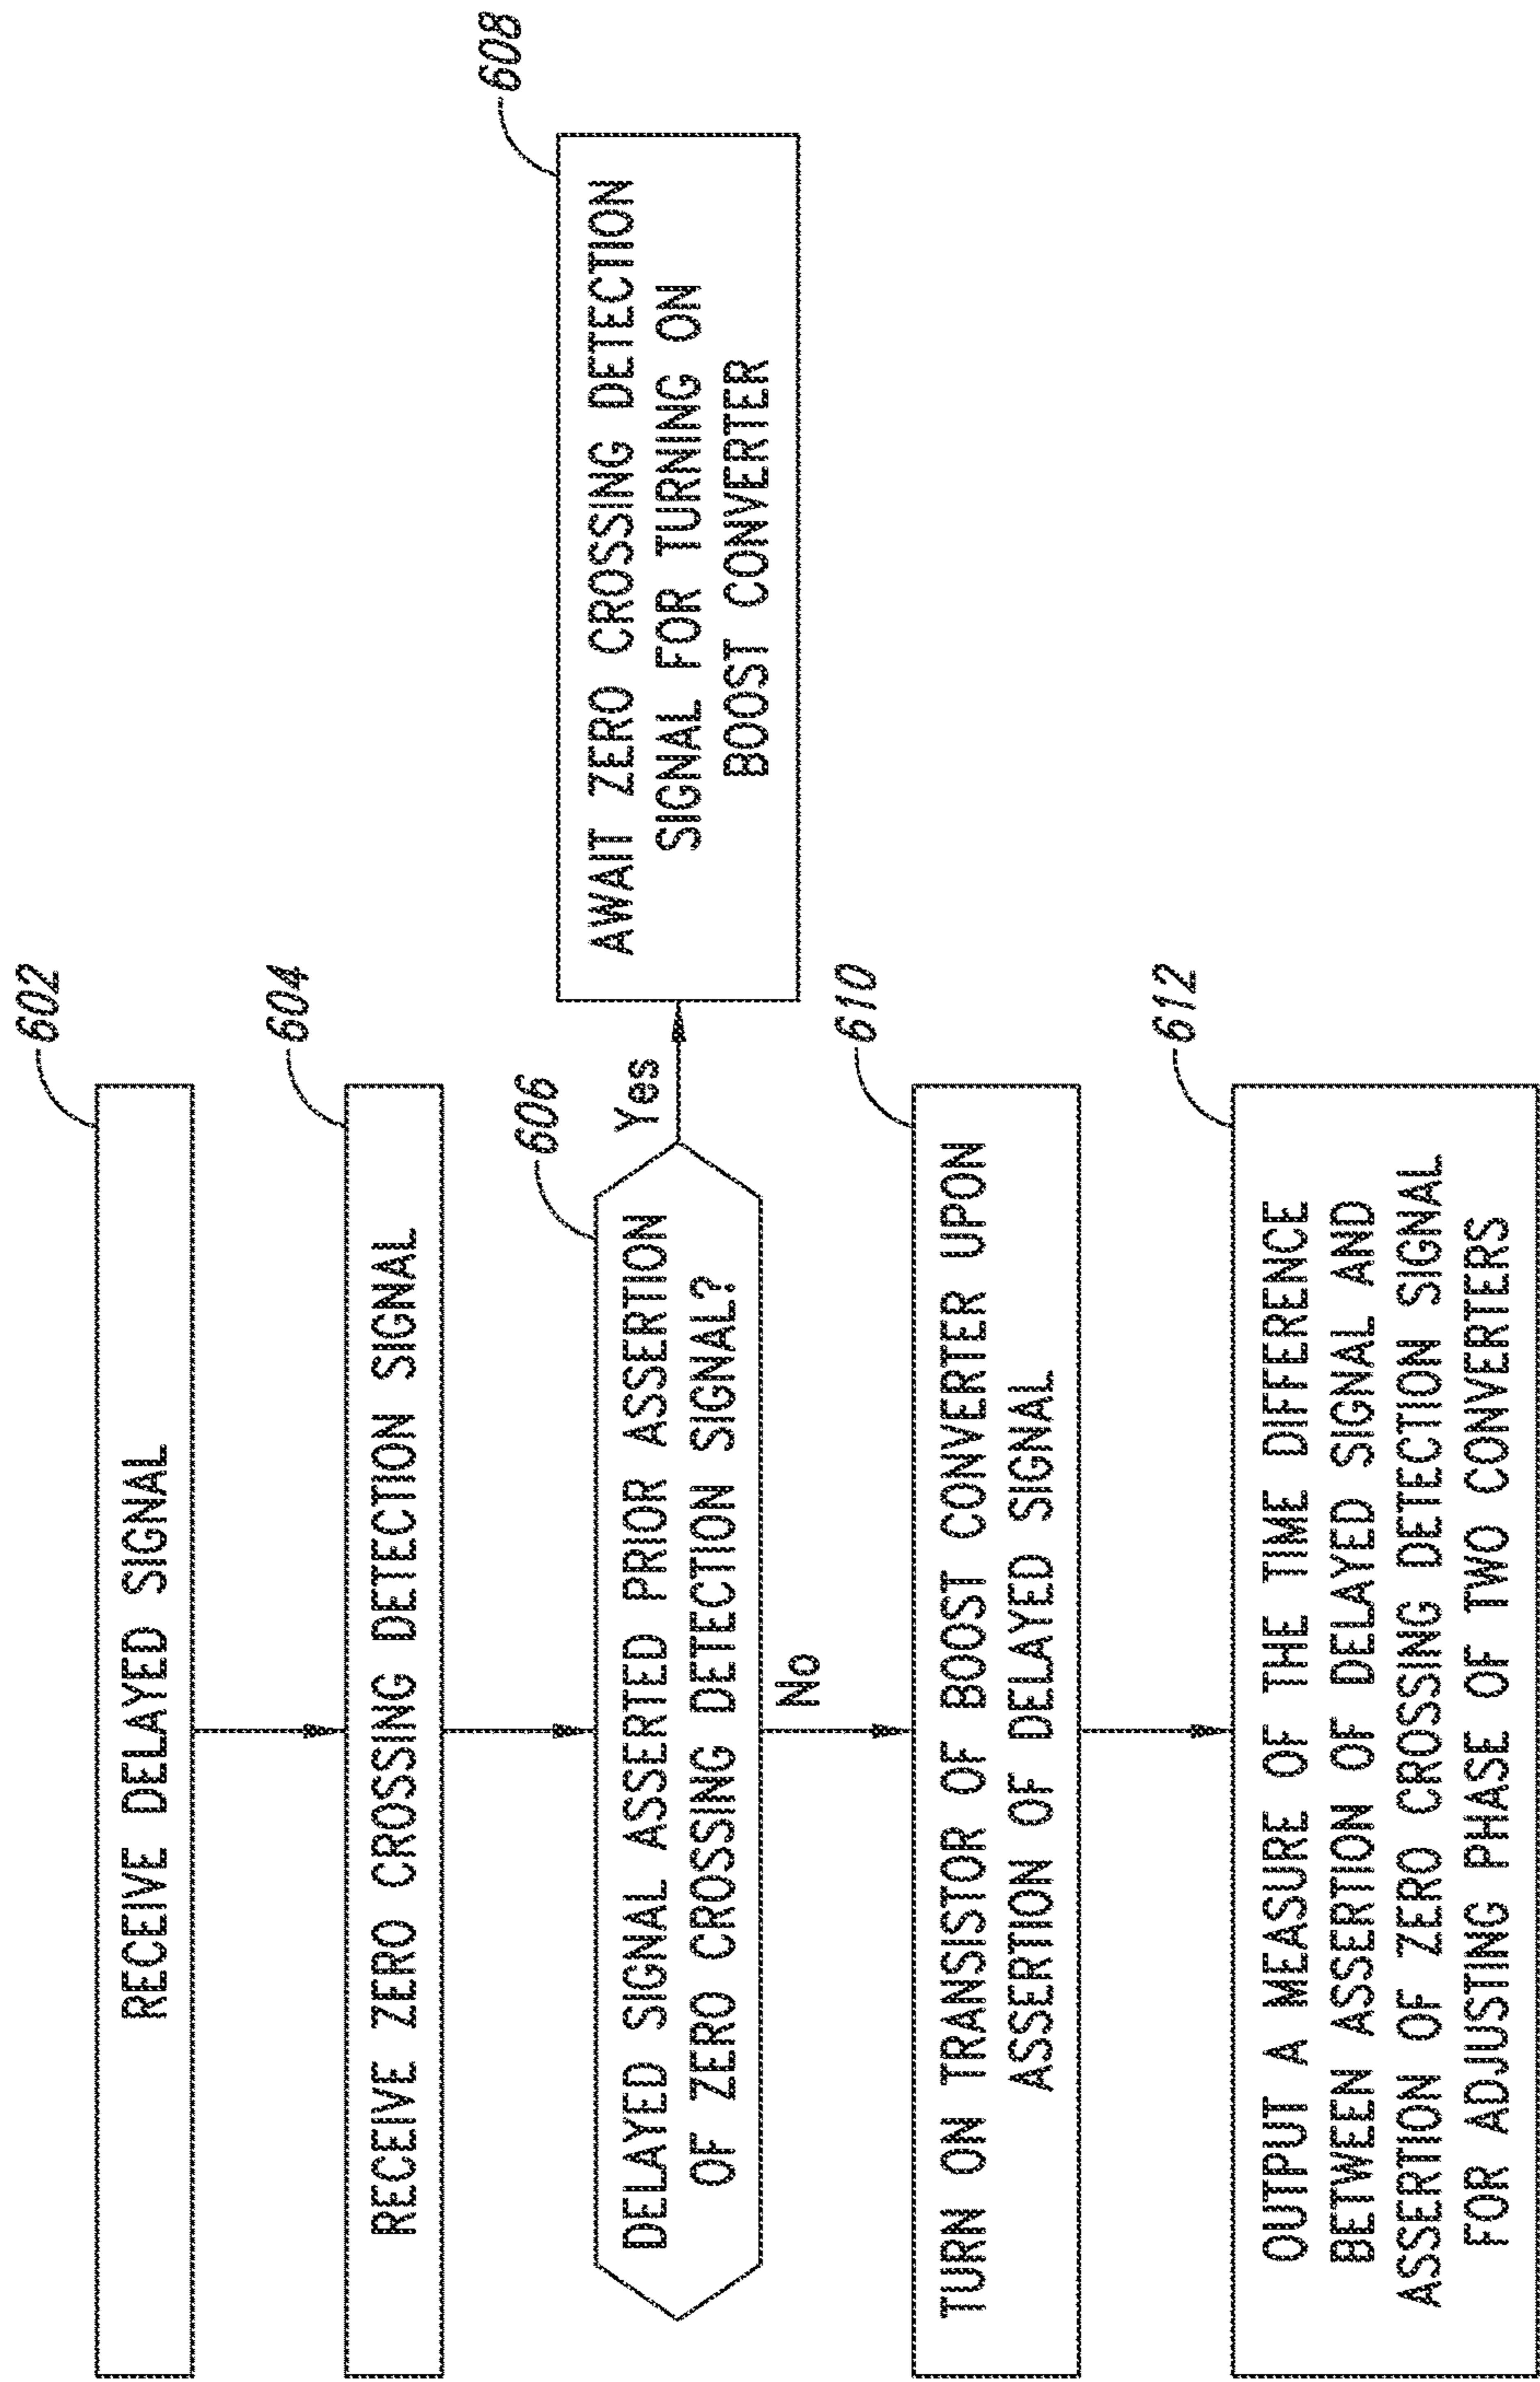 602
RECEIVE DELAYED SIGNAL
604
RECEIVE ZERO CROSSING DETECTION SIGNAL
606
DELAYED SIGNAL ASSERTED PRIOR ASSERTION
OF ZERO CROSSING DETECTION SIGNAL?
Yes
608
AWAIT ZERO CROSSING DETECTION
SIGNAL FOR TURNING ON
BOOST CONVERTER
No
610
TURN ON TRANSISTOR OF BOOST CONVERTER UPON
ASSERTION OF DELAYED SIGNAL
612
OUTPUT A MEASURE OF THE TIME DIFFERENCE
BETWEEN ASSERTION OF DELAYED SIGNAL AND
ASSERTION OF ZERO CROSSING DETECTION SIGNAL
FOR ADJUSTING PHASE OF TWO CONVERTERS